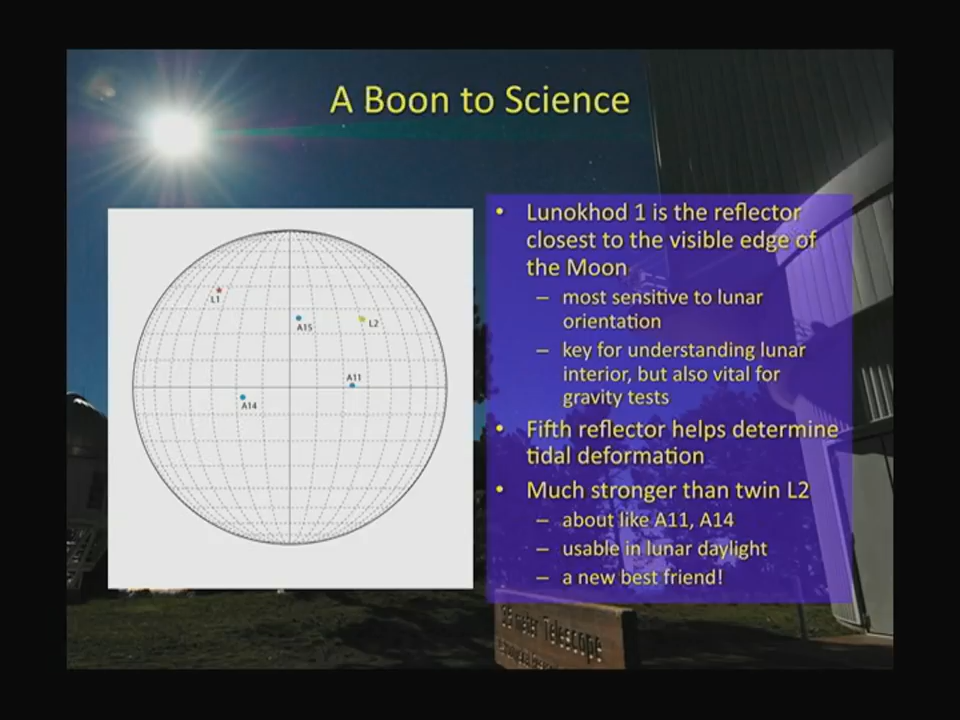 A Boon to Science
L1
A15
L2
A11
A14
• Lunokhod 1 is the reflector
closest to the visible edge of
the Moon
– most sensitive to lunar
orientation
– key for understanding lunar
interior, but also vital for
gravity tests
• Fifth reflector helps determine
tidal deformation
• Much stronger than twin L2
– about like A11, A14
– usable in lunar daylight
– a new best friend!
meter Telescope